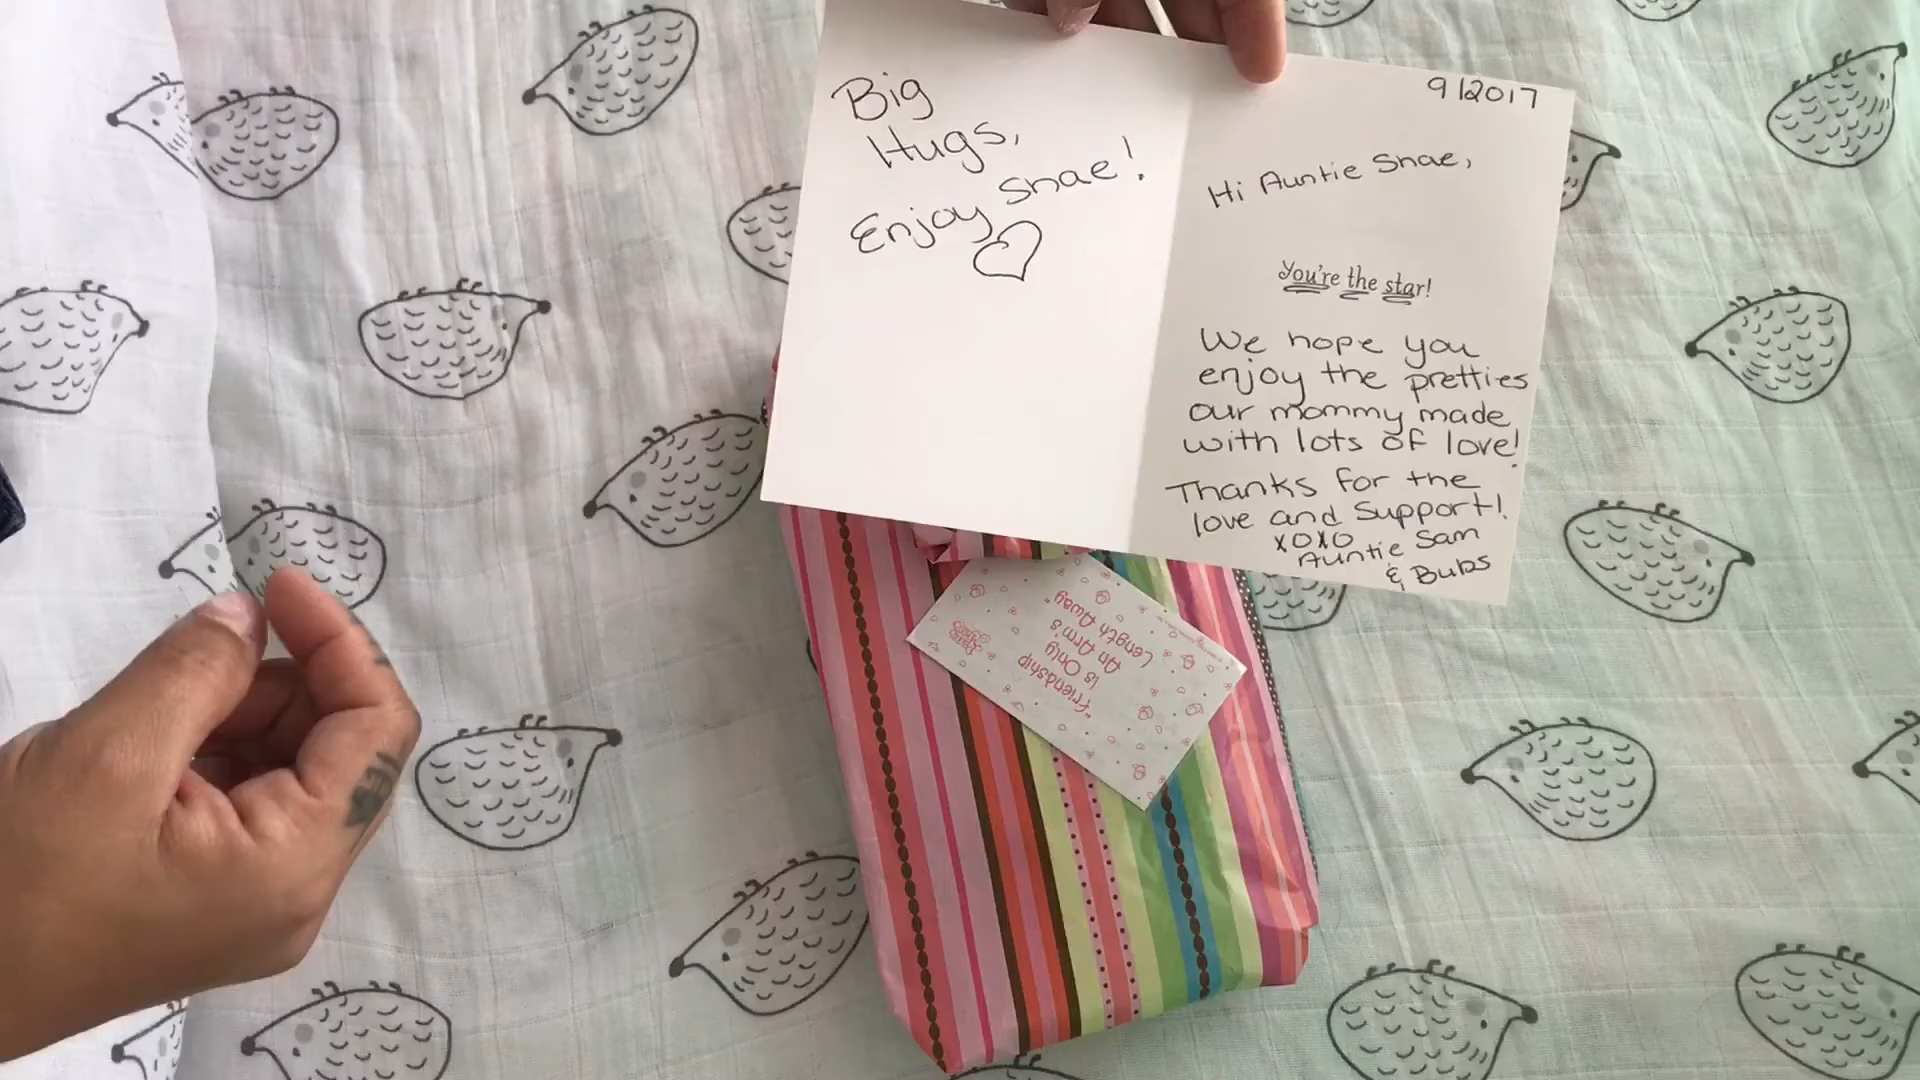 Big
Hugs,
Enjoy Shae!
9/2017
Hi Auntie Shae,
You're the star!
We hope you
enjoy the pretties
our mommy made
with lots of love!
Thanks for the
love and support!
xoxo
Auntie Sam
& Bubs
"Friendship
is Only
An Arm's
Length Away"